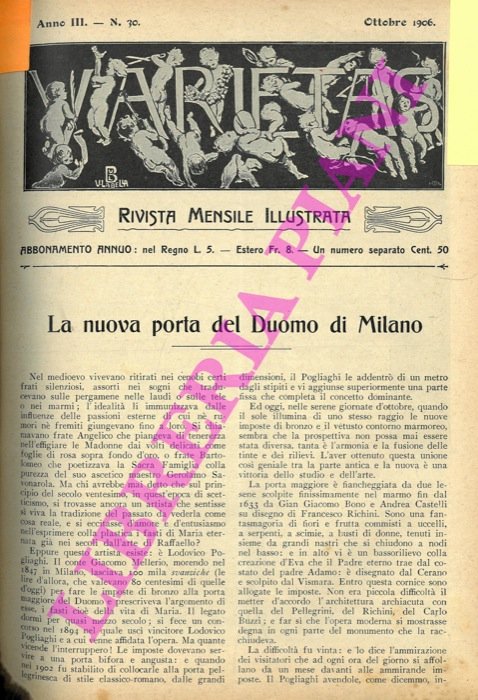 Anno III. — N. 30.
Ottobre 1906.
VARIETAS
V. LA BELLA
RIVISTA MENSILE ILLUSTRATA
ABBONAMENTO ANNUO: nel Regno L. 5. — Estero Fr. 8. — Un numero separato Cent. 50
La nuova porta del Duomo di Milano
Nel medioevo vivevano ritirati nei cenobi certi
frati silenziosi, assorti nei sogni che tradu-
cevano sulle pergamene nelle laudi o sulle tele
o nei marmi; l'idealità li immunizzava dalle
influenze delle passioni esterne di cui nè ru-
mori nè fremiti giungevano fino a loro. Si chia-
mavano frate Angelico che piangeva
nell'effigiare le Madonne dai volti delicati come
foglie di rosa sopra fondo d'oro, frate Barto-
lomeo che poetizzava la Sacra Famiglia colla
purezza del suo ascetico maestro Gerolamo Sa-
vonarola. Ma chi avrebbe mai detto che nel prin-
cipio del secolo ventesimo, in tanta epoca di scet-
ticismo, si trovasse ancora un artista che sentisse
si viva la tradizione del passato da crederla come
cosa reale, e si eccitasse d'amore e d'entusiasmo
nell'esprimere colla plastica i fasti di Maria eter-
nata già nei secoli dall'arte di Raffaello?
Eppure questo artista esiste: è Lodovico Po-
gliaghi. Il conte Giacomo Mellerio, morendo nel
1847 in Milano, lasciava 100 mila svanziche (le
lire d'allora, che valevano 80 centesimi di quelle
d'oggi) per fare le imposte di bronzo alla porta
maggiore del Duomo e prescriveva l'argomento di
esse, i fasti cioè della vita di Maria. Il legato
dormì per quasi mezzo secolo; si fece un con-
corso nel 1894 nel quale uscì vincitore Lodovico
Pogliaghi a cui venne affidata l'opera. Ma quante
vicende l'interruppero! Le imposte dovevano ser-
vire a una porta bifora e angusta: e quando
nel 1902 fu stabilito di collocarle alla porta pel-
legrinesca, di stile classico-romano, dalle grandi
dimensioni, il Pogliaghi le addentrò di un metro
dagli stipiti e vi aggiunse superiormente una parte
fissa che completa il concetto dominante.
Ed oggi, nelle serene giornate d'ottobre, quando
il sole illumina di uno stesso raggio le nuove
imposte di bronzo e il vetusto contorno marmoreo,
sembra che la prospettiva non possa mai essere
stata diversa, tanta è l'armonia e la fusione delle
tinte e dei rilievi. L'aver ottenuto questa unione
così geniale tra la parte antica e la nuova è una
vittoria dello studio e dell'arte.
La porta maggiore è fiancheggiata da due le-
sene scolpite finissimamente nel marmo fin dal
1633 da Gian Giacomo Bono e Andrea Castelli
su disegno di Francesco Richini. Sono una fan-
tasmagoria di fiori e frutta commisti a uccelli,
a serpenti, a scimie, a busti di donne, tenuti in-
sieme da grandi nastri che si chiudono a nodi
nel basso: e in alto vi è un bassorilievo colla
creazione d'Eva che il Padre eterno trae dal co-
stato del padre Adamo: è disegnato dal Cerano
e scolpito dal Vismara. Entro questa cornice sono
allogate le imposte. Non era piccola difficoltà il
metter d'accordo l'architettura archiacuta con
quella del Pellegrini, del Richini, del Carlo
Buzzi; e far sì che l'opera moderna si mostrasse
degna in ogni parte del monumento che la rac-
chiudeva.
La difficoltà fu vinta: e lo dice l'ammirazione
dei visitatori che ad ogni ora del giorno si affol-
lano da un mese davanti alle ammirande im-
poste. Il Pogliaghi avendole, come dicemmo, in-
LIBRERIA PIANI